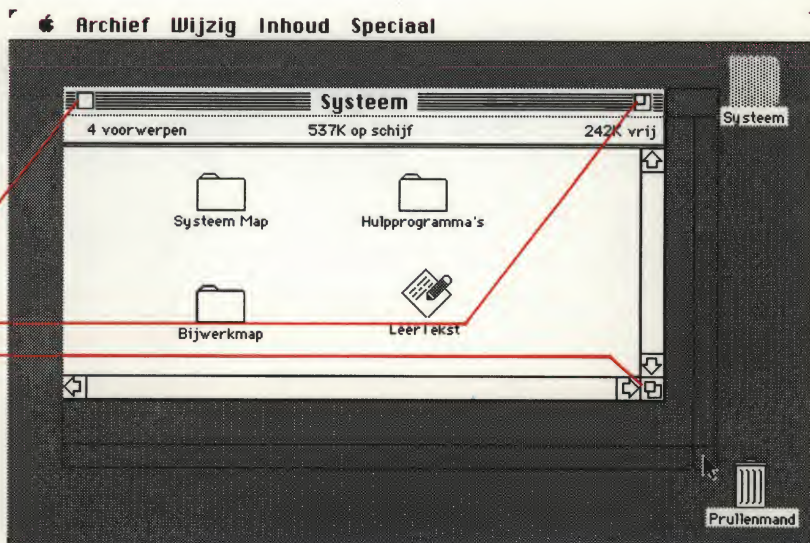 Archief Wijzig Inhoud Speciaal
Systeem
Systeem
4 voorwerpen 537K op schijf 242K vrij
Systeem Map Hulpprogramma's
Bijwerkmap LeerTekst
Prullenmand